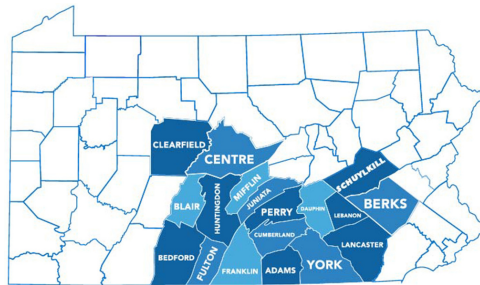 CLEARFIELD
CENTRE
MIFFLIN
SCHUYLKILL
JUNIATA
BLAIR
HUNTINGDON
PERRY
DAUPHIN
LEBANON
BERKS
CUMBERLAND
LANCASTER
BEDFORD
FULTON
FRANKLIN
ADAMS
YORK